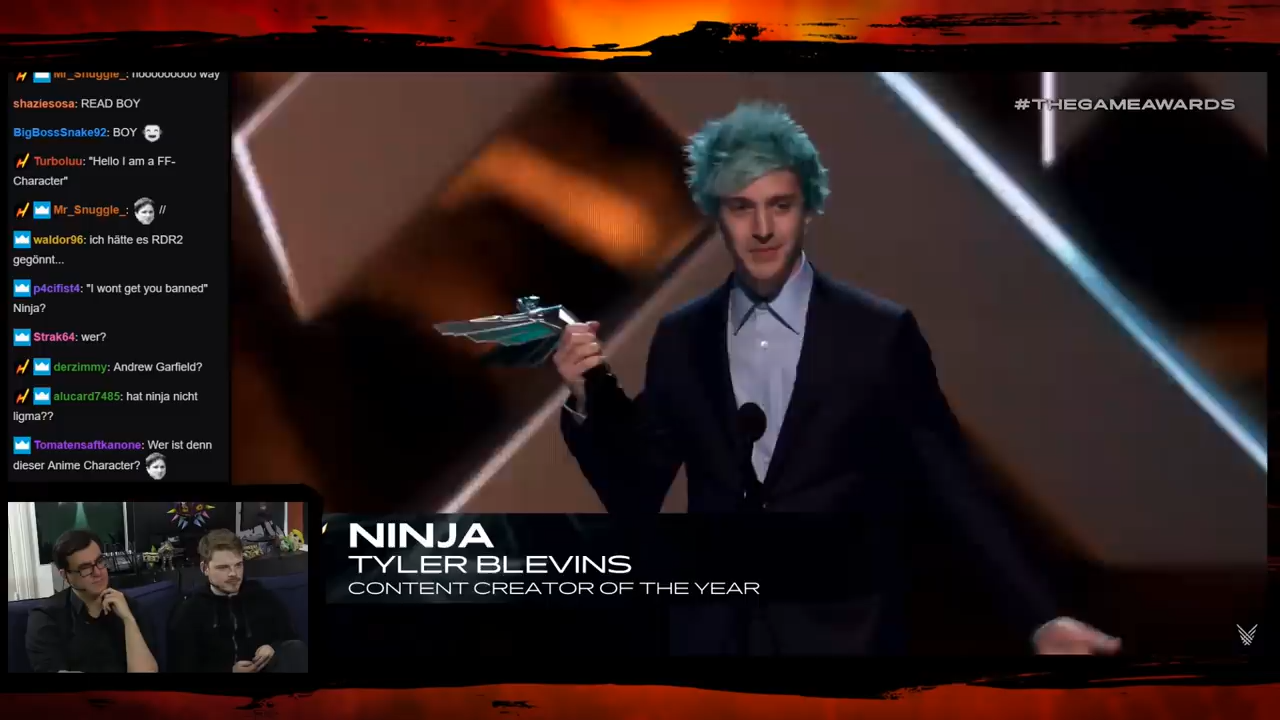 Mr_Snuggle_: nooooooooo way
shaziesosa: READ BOY
BigBossSnake92: BOY
Turboluu: "Hello I am a FF-
Character"
Mr_Snuggle_: //
waldor96: ich hätte es RDR2
gegönnt...
p4cifist4: "I wont get you banned"
Ninja?
Strak64: wer?
derzimmy: Andrew Garfield?
alucard7485: hat ninja nicht
ligma??
Tomatensaftkanone: Wer ist denn
dieser Anime Character?
#THEGAMEAWARDS
NINJA
TYLER BLEVINS
CONTENT CREATOR OF THE YEAR